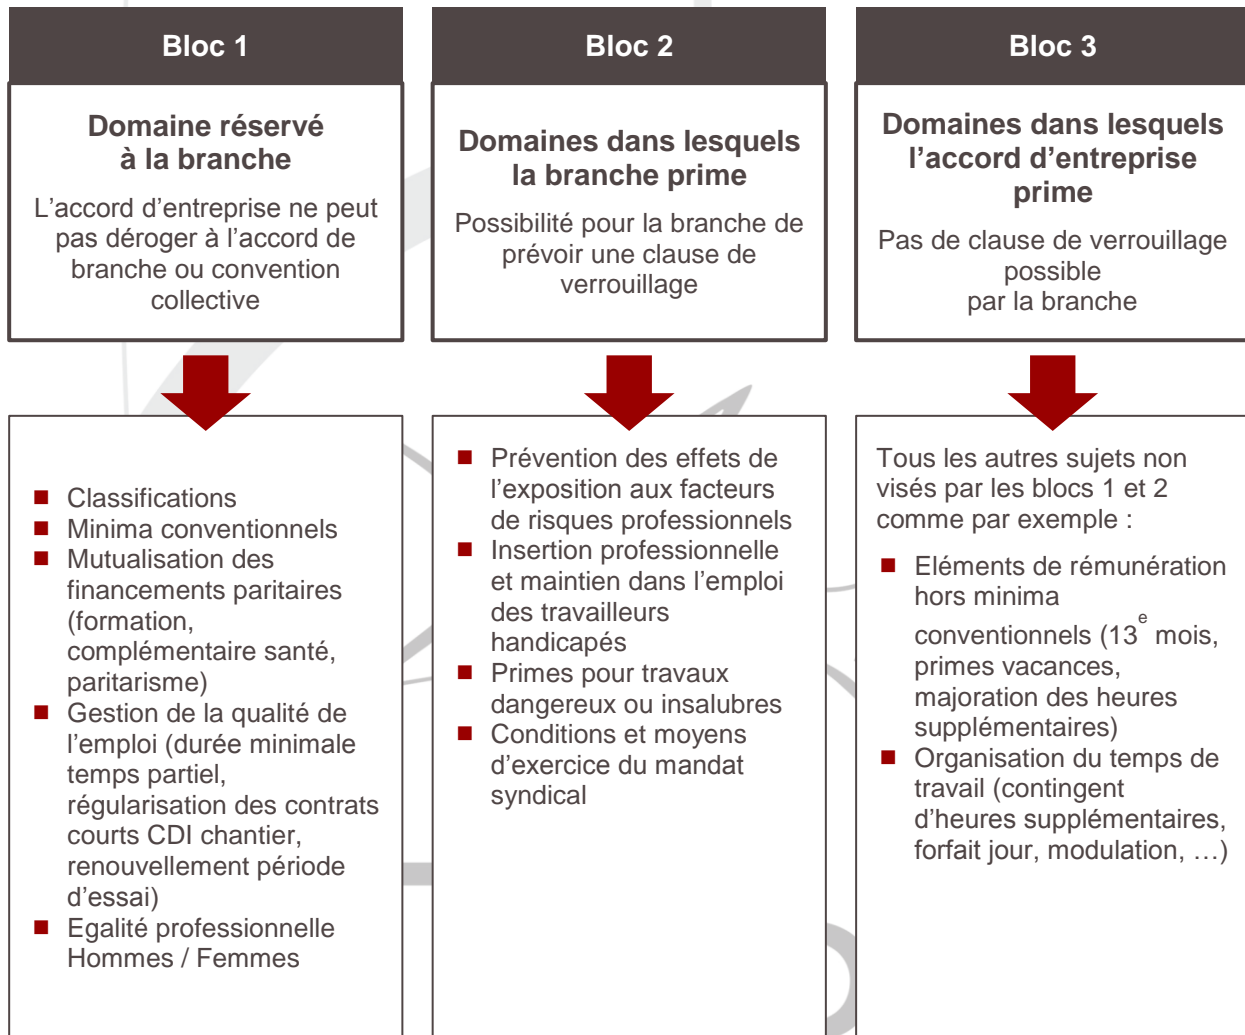 Bloc 1
Domaine réservé
à la branche
L’accord d’entreprise ne peut
pas déroger à l’accord de
branche ou convention
collective
Classifications
Minima conventionnels
Mutualisation des
financements paritaires
(formation,
complémentaire santé,
paritarisme)
Gestion de la qualité de
l’emploi (durée minimale
temps partiel,
régularisation des contrats
courts CDI chantier,
renouvellement période
d’essai)
Egalité professionnelle
Hommes / Femmes
Bloc 2
Domaines dans lesquels
la branche prime
Possibilité pour la branche de
prévoir une clause de
verrouillage
Prévention des effets de
l’exposition aux facteurs
de risques professionnels
Insertion professionnelle
et maintien dans l’emploi
des travailleurs
handicapés
Primes pour travaux
dangereux ou insalubres
Conditions et moyens
d’exercice du mandat
syndical
Bloc 3
Domaines dans lesquels
l’accord d’entreprise
prime
Pas de clause de verrouillage
possible
par la branche
Tous les autres sujets non
visés par les blocs 1 et 2
comme par exemple :
Eléments de rémunération
hors minima
conventionnels (13e mois,
primes vacances,
majoration des heures
supplémentaires)
Organisation du temps de
travail (contingent
d’heures supplémentaires,
forfait jour, modulation, …)